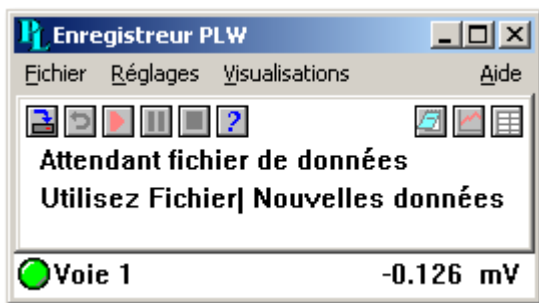 Enregistreur PLW
Fichier Réglages Visualisations Aide
Attendant fichier de données
Utilisez Fichier| Nouvelles données
Voie 1 -0.126 mV